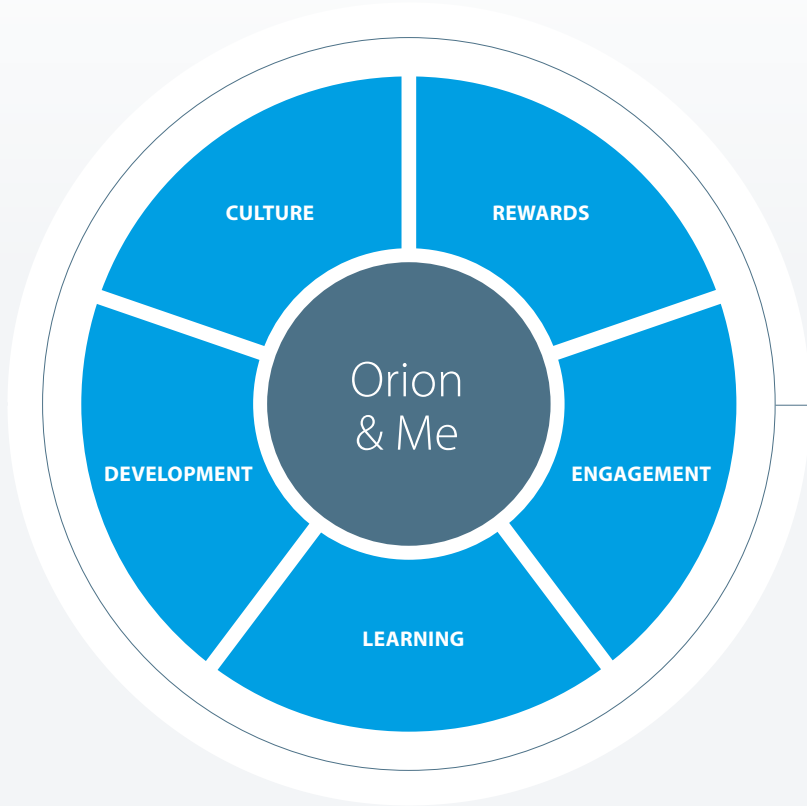 CULTURE
REWARDS
Orion
& Me
DEVELOPMENT
ENGAGEMENT
LEARNING